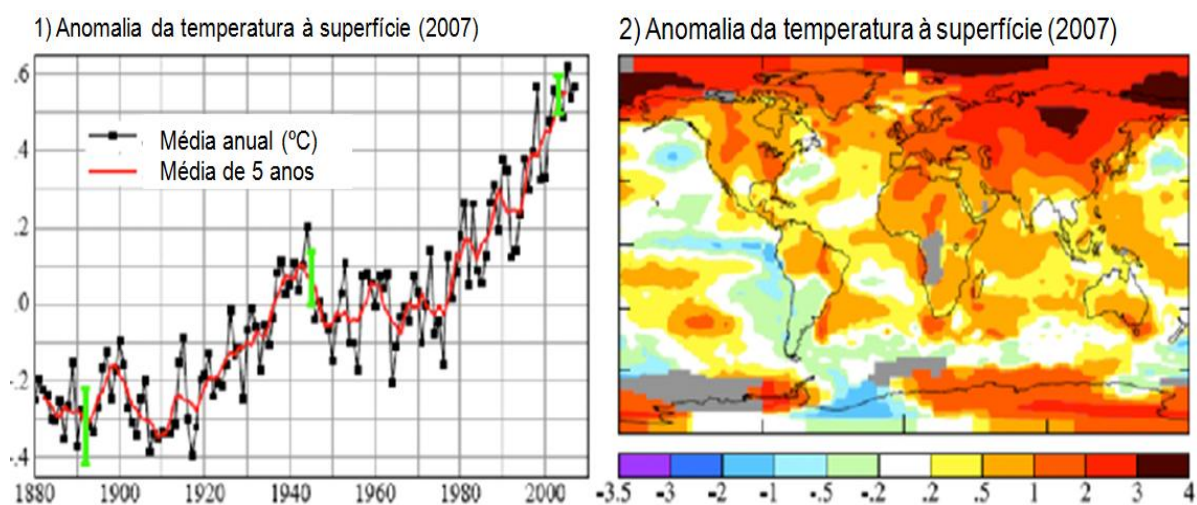 1) Anomalia da temperatura à superfície (2007)
.6
.4
.2
.0
.2
.4
Média anual (ºC)
Média de 5 anos
1880 1900 1920 1940 1960 1980 2000
2) Anomalia da temperatura à superfície (2007)
-3.5 -3 -2 -1 -.5 -.2 .2 .5 1 2 3 4